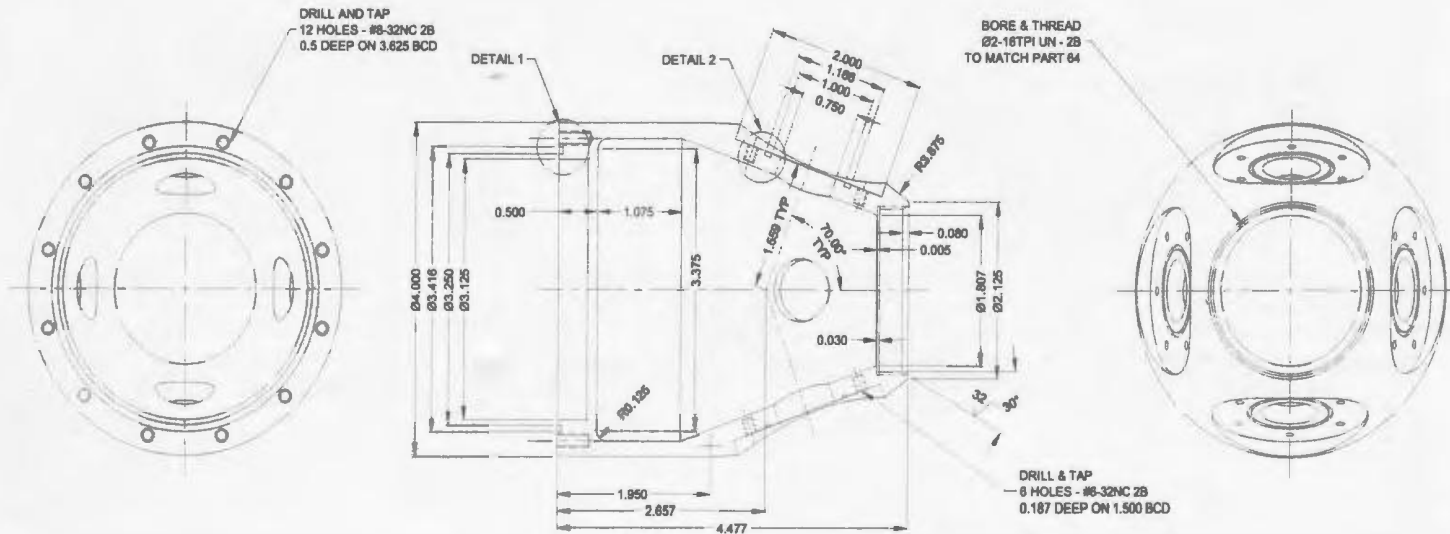 DRILL AND TAP
12 HOLES - #8-32NC 2B
0.5 DEEP ON 3.625 BCD
DETAIL 1
DETAIL 2
2.000
1.188
1.000
0.750
R3.875
BORE & THREAD
Ø2-16TPI UN - 2B
TO MATCH PART 64
0.500
1.075
1.659 TYP
70.00°
TYP
0.080
0.005
Ø4.000
Ø3.416
Ø3.250
Ø3.125
3.375
Ø1.807
Ø2.125
0.030
R0.125
32
30°
1.950
2.657
4.477
DRILL & TAP
6 HOLES - #6-32NC 2B
0.187 DEEP ON 1.500 BCD